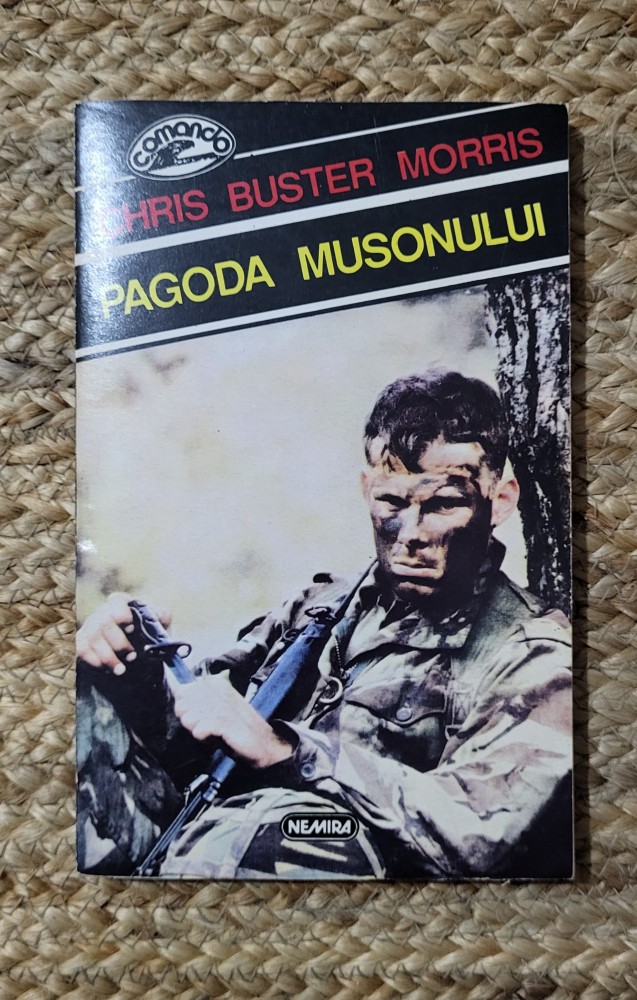 comando
CHRIS BUSTER MORRIS
PAGODA MUSONULUI
NEMIRA